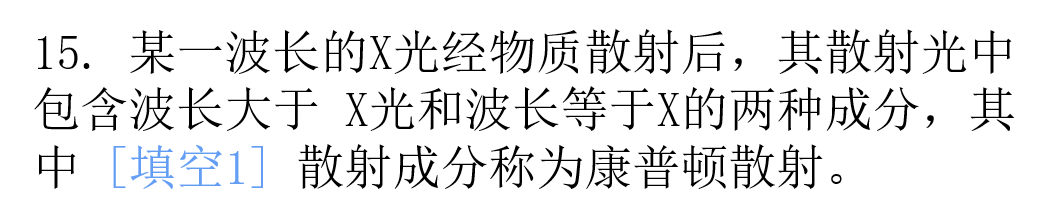 15. 某一波长的X光经物质散射后，其散射光中
包含波长大于 X光和波长等于X的两种成分，其
中 [填空1] 散射成分称为康普顿散射。